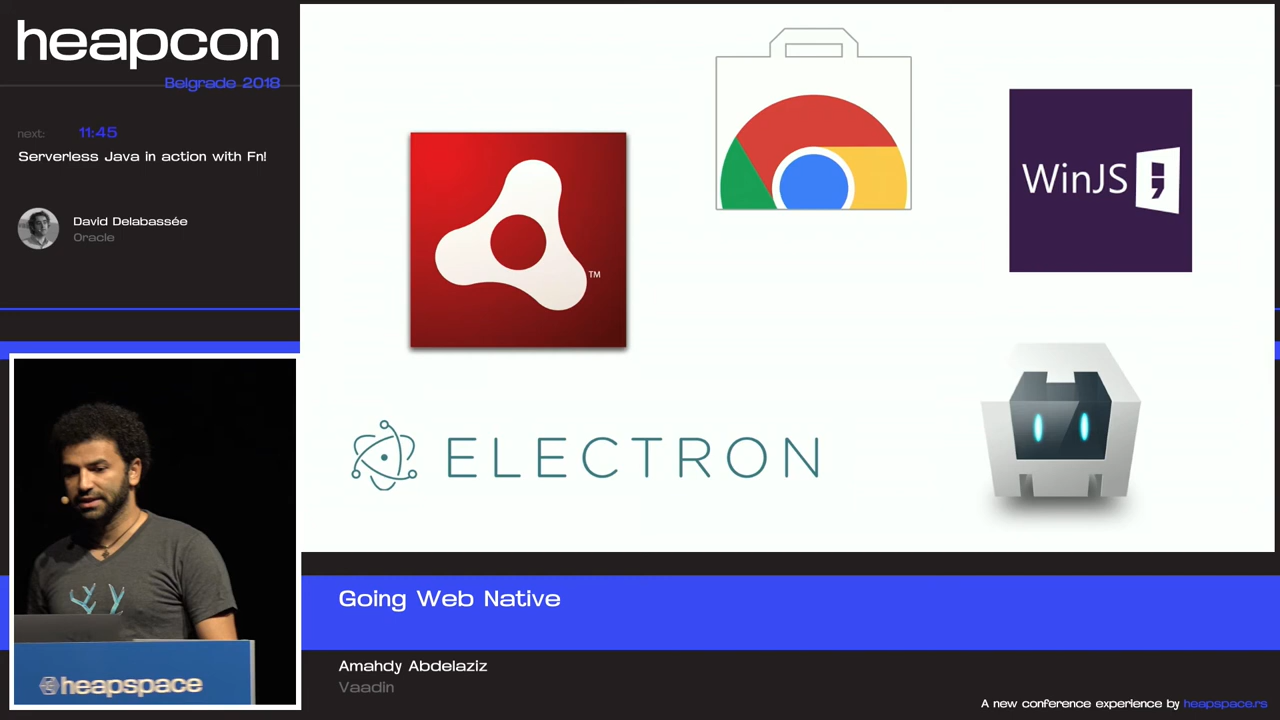 heapcon
Belgrade 2018
next: 11:45
Serverless Java in action with Fn!
David Delabassée
Oracle
TM
WinJS
ELECTRON
heapspace
Going Web Native
Amahdy Abdelaziz
Vaadin
A new conference experience by heapspace.rs